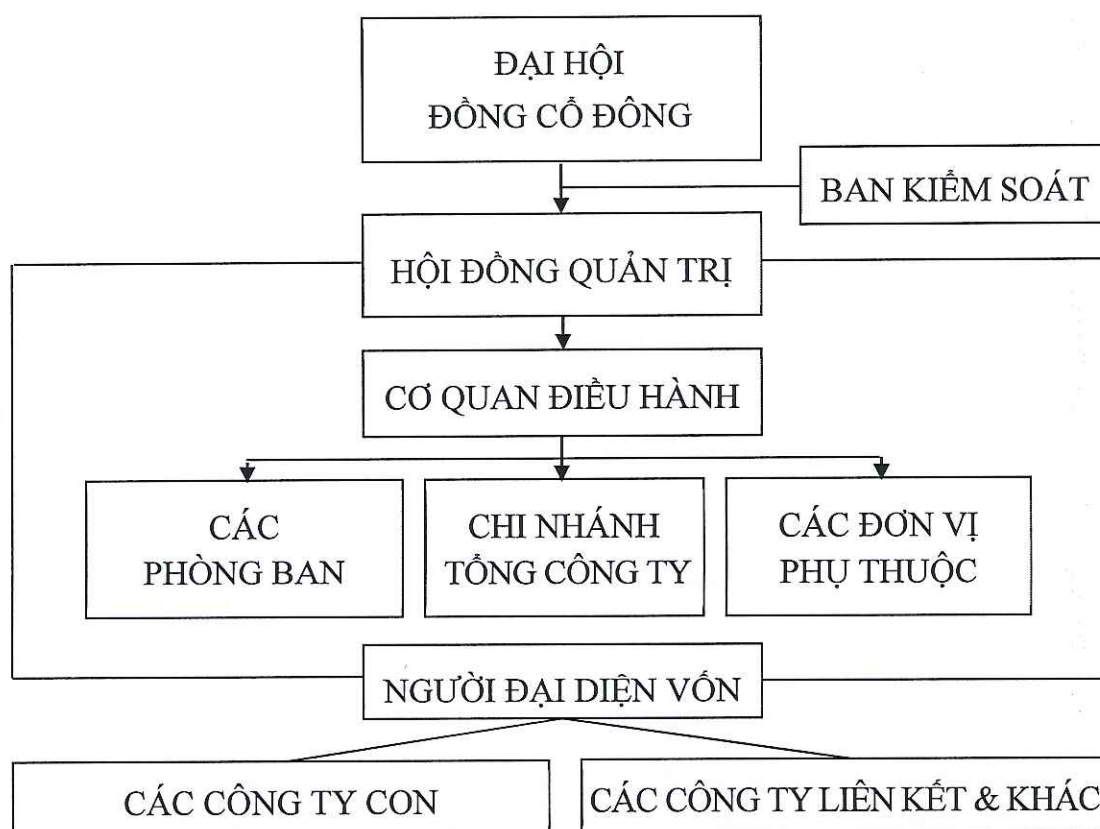 ĐẠI HỘI
ĐỒNG CỔ ĐÔNG
BAN KIỂM SOÁT
HỘI ĐỒNG QUẢN TRỊ
CƠ QUAN ĐIỀU HÀNH
CÁC
PHÒNG BAN
CHI NHÁNH
TỔNG CÔNG TY
CÁC ĐƠN VỊ
PHỤ THUỘC
NGƯỜI ĐẠI DIỆN VỐN
CÁC CÔNG TY CON
CÁC CÔNG TY LIÊN KẾT & KHÁC